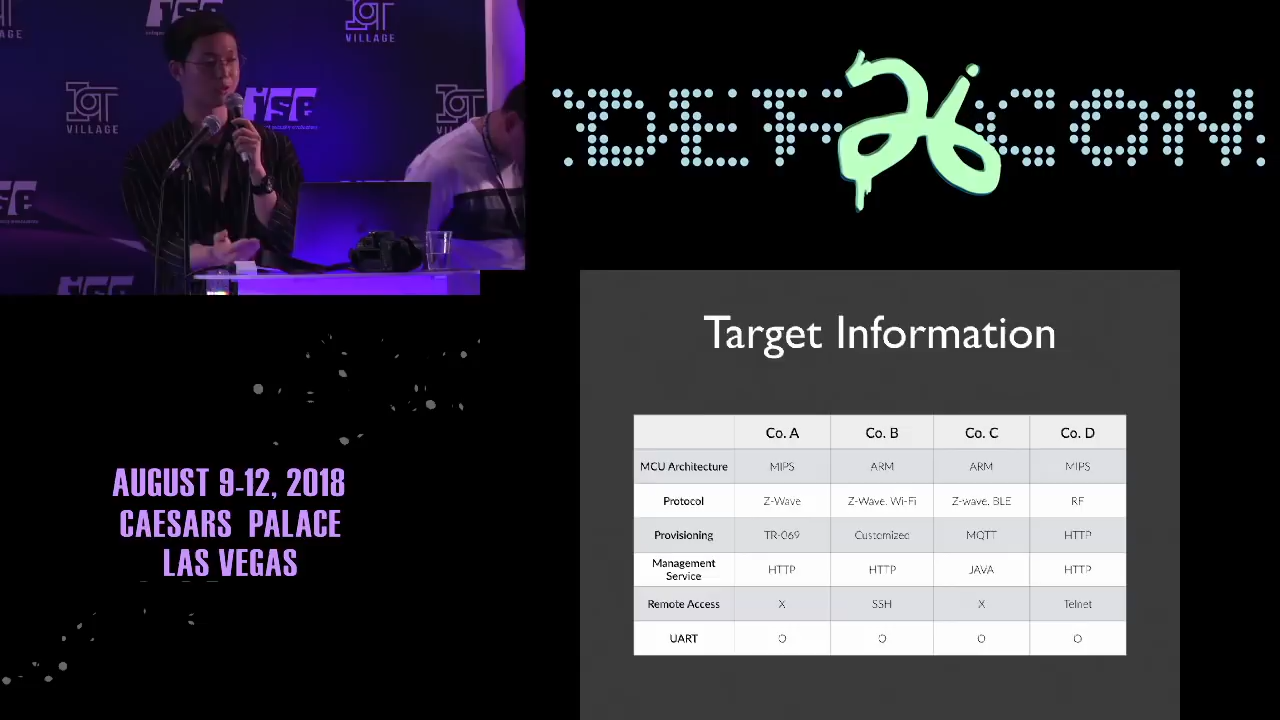 IoT
VILLAGE
IoT
VILLAGE
IoT
VILLAGE
ise
DEF CON
26
Target Information
Co. A Co. B Co. C Co. D
MCU Architecture MIPS ARM ARM MIPS
Protocol Z-Wave Z-Wave, Wi-Fi Z-wave, BLE RF
Provisioning TR-069 Customized MQTT HTTP
Management
Service HTTP HTTP JAVA HTTP
Remote Access X SSH X Telnet
UART O O O O
AUGUST 9-12, 2018
CAESARS PALACE
LAS VEGAS